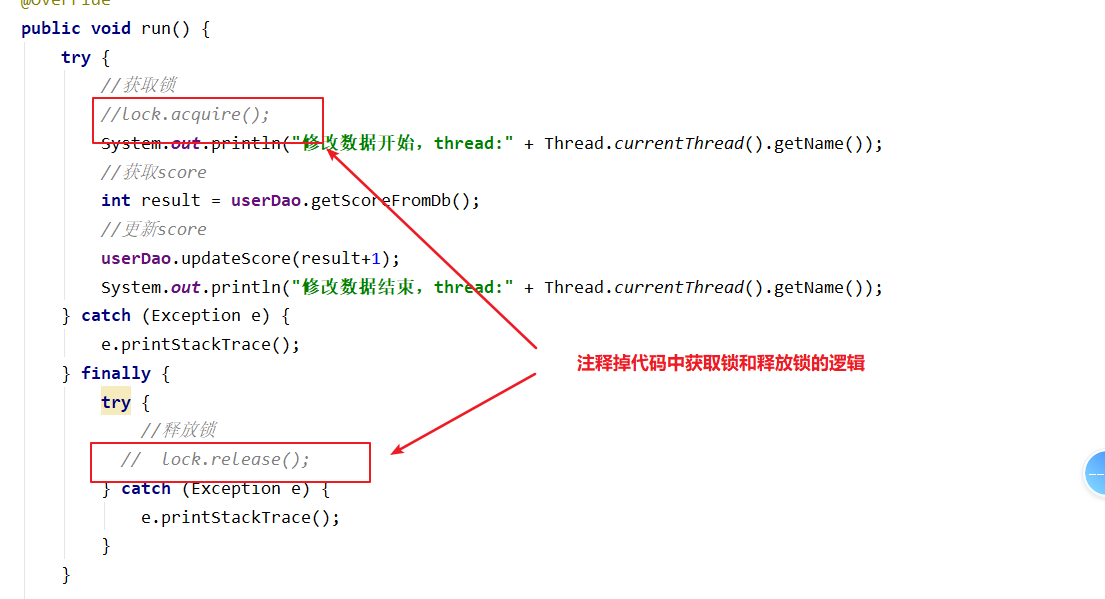 @Override
public void run() {
try {
//获取锁
//lock.acquire();
System.out.println("修改数据开始，thread:" + Thread.currentThread().getName());
//获取score
int result = userDao.getScoreFromDb();
//更新score
userDao.updateScore(result+1);
System.out.println("修改数据结束，thread:" + Thread.currentThread().getName());
} catch (Exception e) {
e.printStackTrace();
} finally {
注释掉代码中获取锁和释放锁的逻辑
try {
//释放锁
// lock.release();
} catch (Exception e) {
e.printStackTrace();
}
}